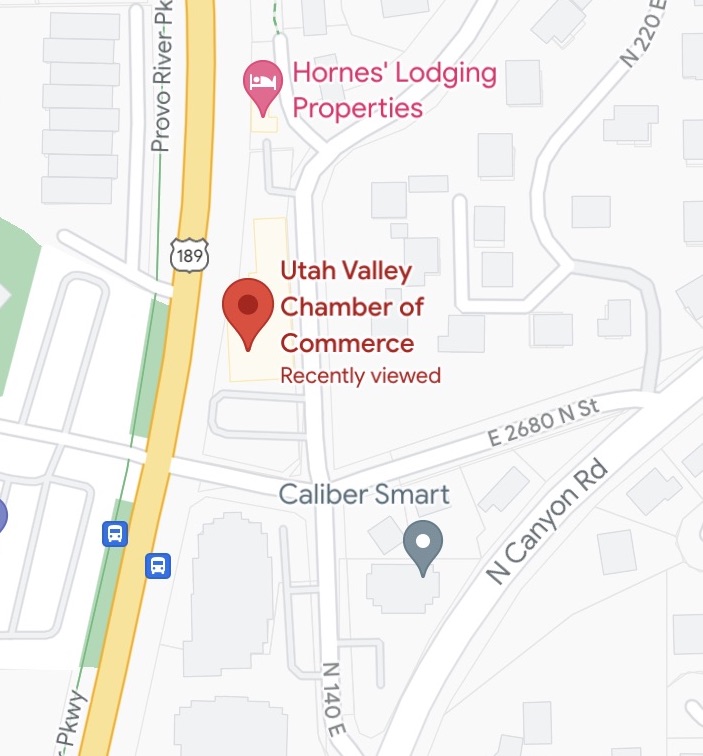 Provo-River-Pk
N 220 E
Hornes' Lodging
Properties
189
Utah Valley
Chamber of
Commerce
Recently viewed
E 2680 N St
Caliber Smart
N Canyon Rd
N 140 E
r-Pkwy